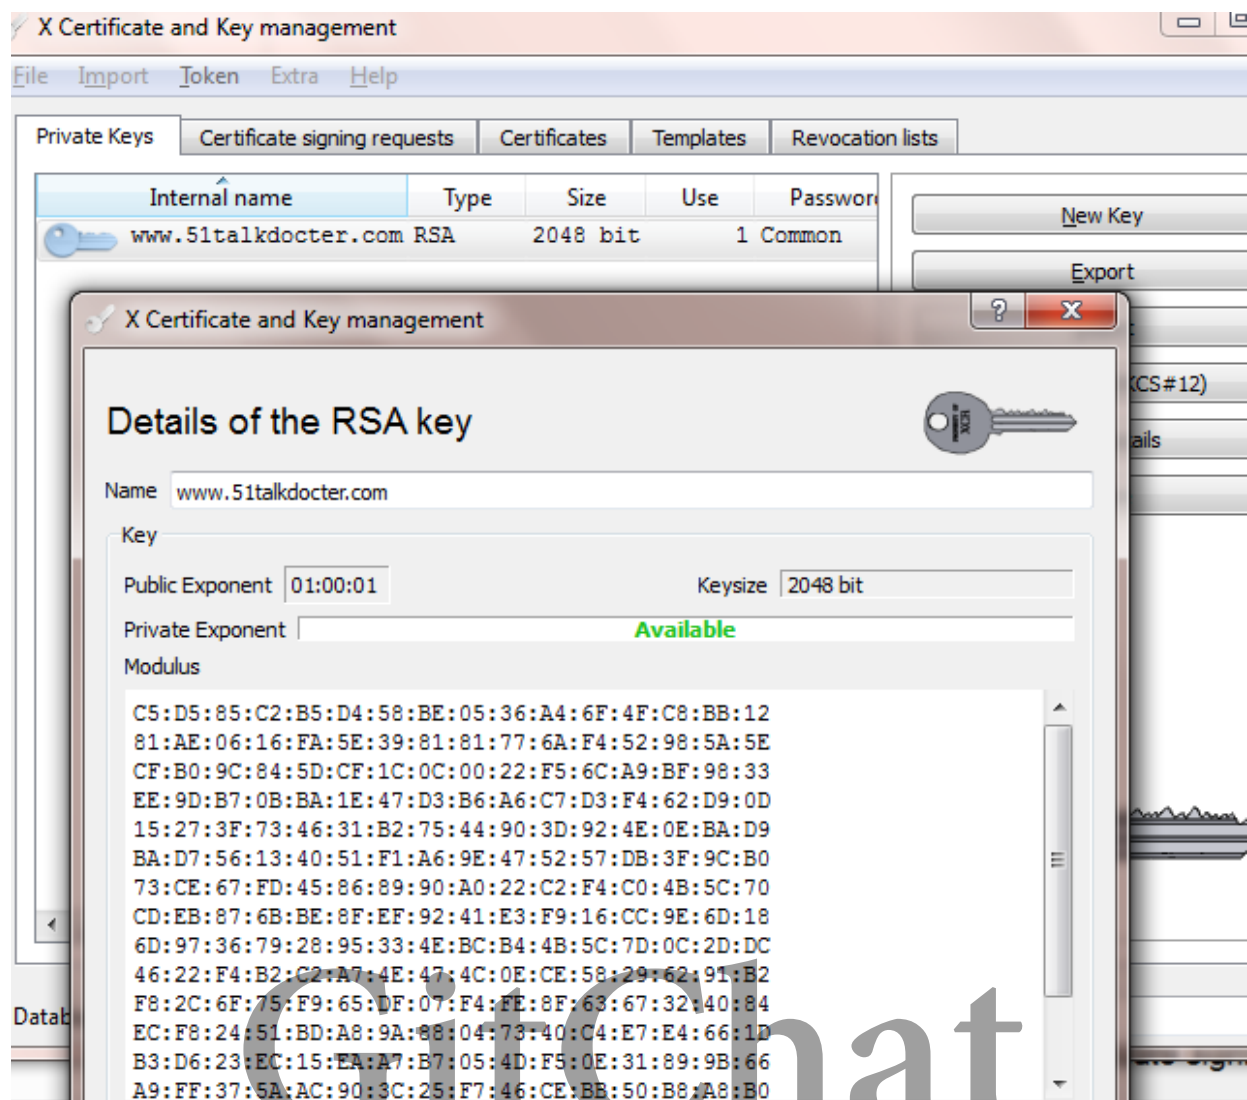 X Certificate and Key management
File Import Token Extra Help
Private Keys Certificate signing requests Certificates Templates Revocation lists
Internal name Type Size Use Password
www.51talkdocter.com RSA 2048 bit 1 Common
New Key
Export
X Certificate and Key management
KCS#12)
ails
Details of the RSA key
Name www.51talkdocter.com
Key
Public Exponent 01:00:01 Keysize 2048 bit
Private Exponent Available
Modulus
C5:D5:85:C2:B5:D4:58:BE:05:36:A4:6F:4F:C8:BB:12
81:AE:06:16:FA:5E:39:81:81:77:6A:F4:52:98:5A:5E
CF:B0:9C:84:5D:CF:1C:0C:00:22:F5:6C:A9:BF:98:33
EE:9D:B7:0B:BA:1E:47:D3:B6:A6:C7:D3:F4:62:D9:0D
15:27:3F:73:46:31:B2:75:44:90:3D:92:4E:0E:BA:D9
BA:D7:56:13:40:51:F1:A6:9E:47:52:57:DB:3F:9C:B0
73:CE:67:FD:45:86:89:90:A0:22:C2:F4:C0:4B:5C:70
CD:EB:87:6B:BE:8F:EF:92:41:E3:F9:16:CC:9E:6D:18
6D:97:36:79:28:95:33:4E:BC:B4:4B:5C:7D:0C:2D:DC
46:22:F4:B2:C2:A7:4E:47:4C:0E:CE:58:29:62:91:B2
F8:2C:6F:75:F9:65:DF:07:F4:FE:8F:63:67:32:40:84
Datab
EC:F8:24:51:BD:A8:9A:88:04:73:40:C4:E7:E4:66:1D
B3:D6:23:EC:15:EA:A7:B7:05:4D:F5:0E:31:89:9B:66
A9:FF:37:5A:AC:90:3C:25:F7:46:CE:BB:50:B8:A8:B0
GitChat